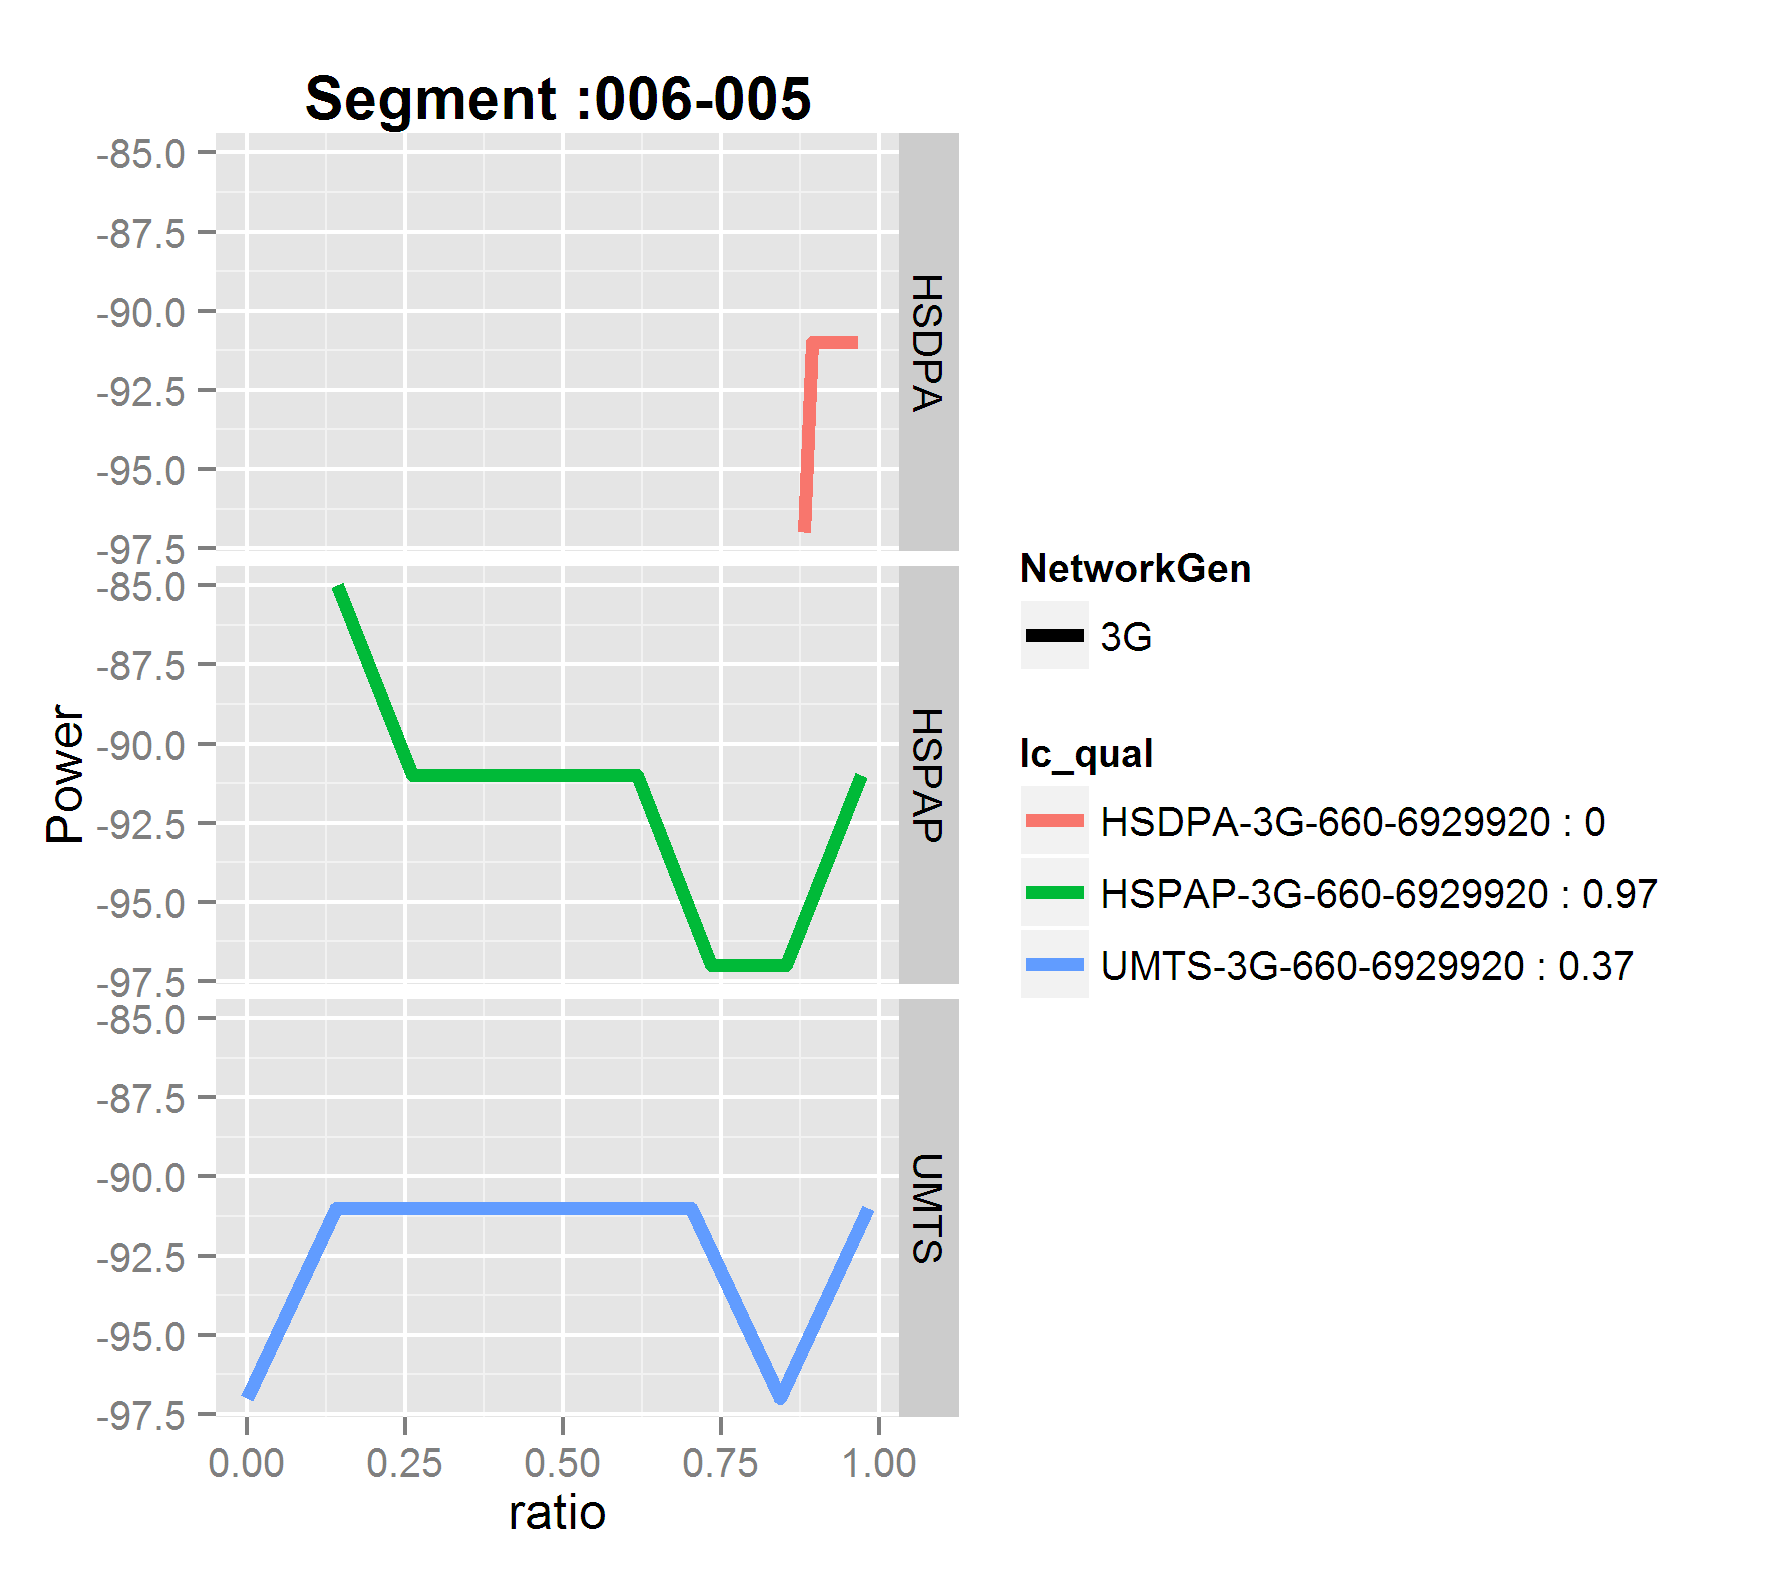 Segment :006-005
-85.0
-87.5
-90.0
-92.5
-95.0
-97.5
HSDPA
-85.0
-87.5
-90.0
-92.5
-95.0
-97.5
HSPAP
-85.0
-87.5
-90.0
-92.5
-95.0
-97.5
UMTS
Power
0.00 0.25 0.50 0.75 1.00
ratio
NetworkGen
3G
lc_qual
HSDPA-3G-660-6929920 : 0
HSPAP-3G-660-6929920 : 0.97
UMTS-3G-660-6929920 : 0.37